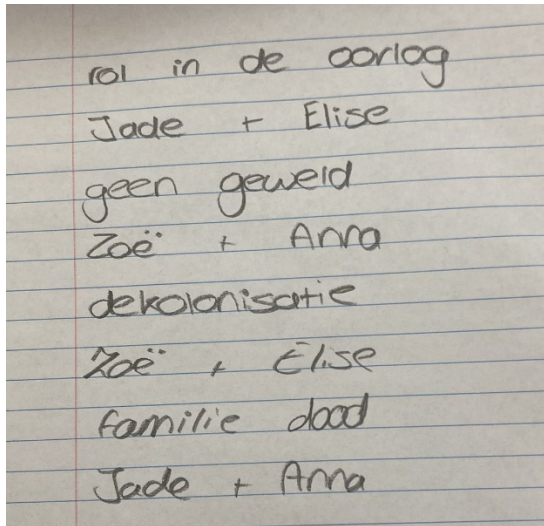 rol in de oorlog
Jade + Elise
geen geweld
Zoë + Anna
dekolonisatie
Zoë + Elise
familie dood
Jade + Anna